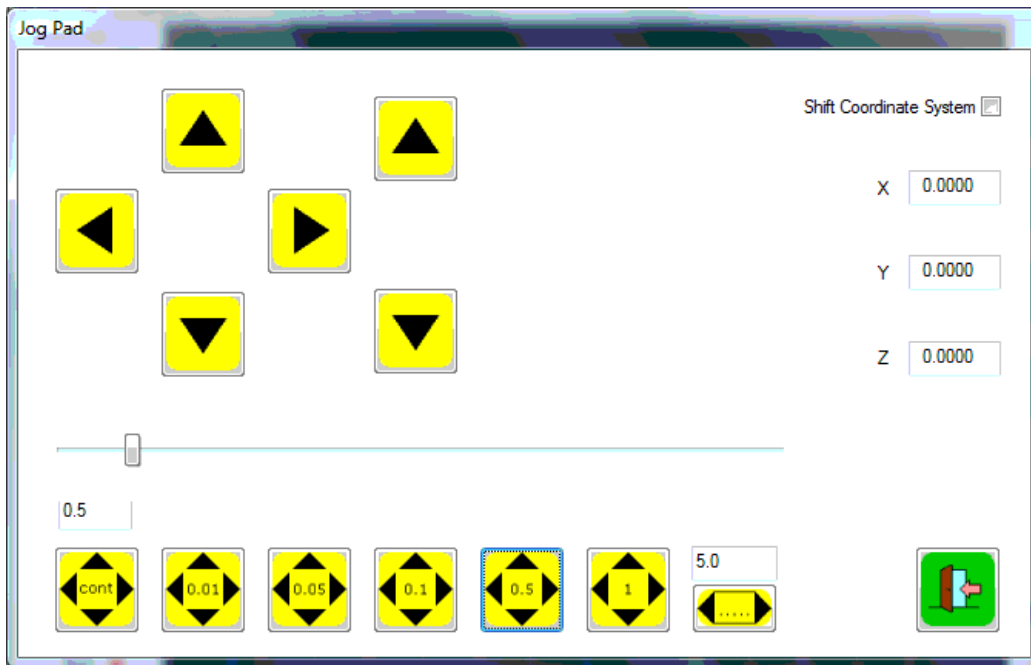 Jog Pad
Shift Coordinate System
X 0.0000
Y 0.0000
Z 0.0000
0.5
5.0
cont 0.01 0.05 0.1 0.5 1 .....